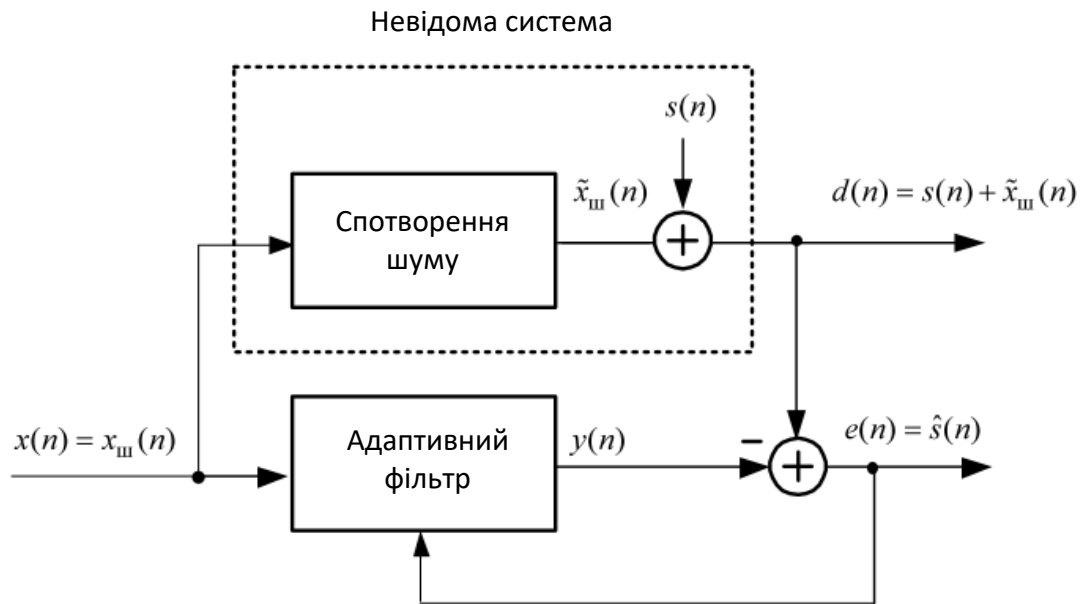 Невідома система
s(n)
x̃ш(n)
d(n) = s(n) + x̃ш(n)
Спотворення
шуму
x(n) = xш(n)
Адаптивний
фільтр
y(n)
−
e(n) = ŝ(n)